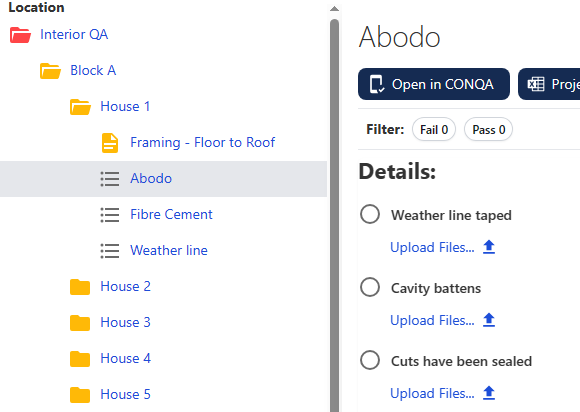 Location
Interior QA
Block A
House 1
Framing - Floor to Roof
Abodo
Fibre Cement
Weather line
House 2
House 3
House 4
House 5
Abodo
Open in CONQA
Filter: Fail 0 Pass 0
Details:
Weather line taped
Upload Files...
Cavity battens
Upload Files...
Cuts have been sealed
Upload Files...